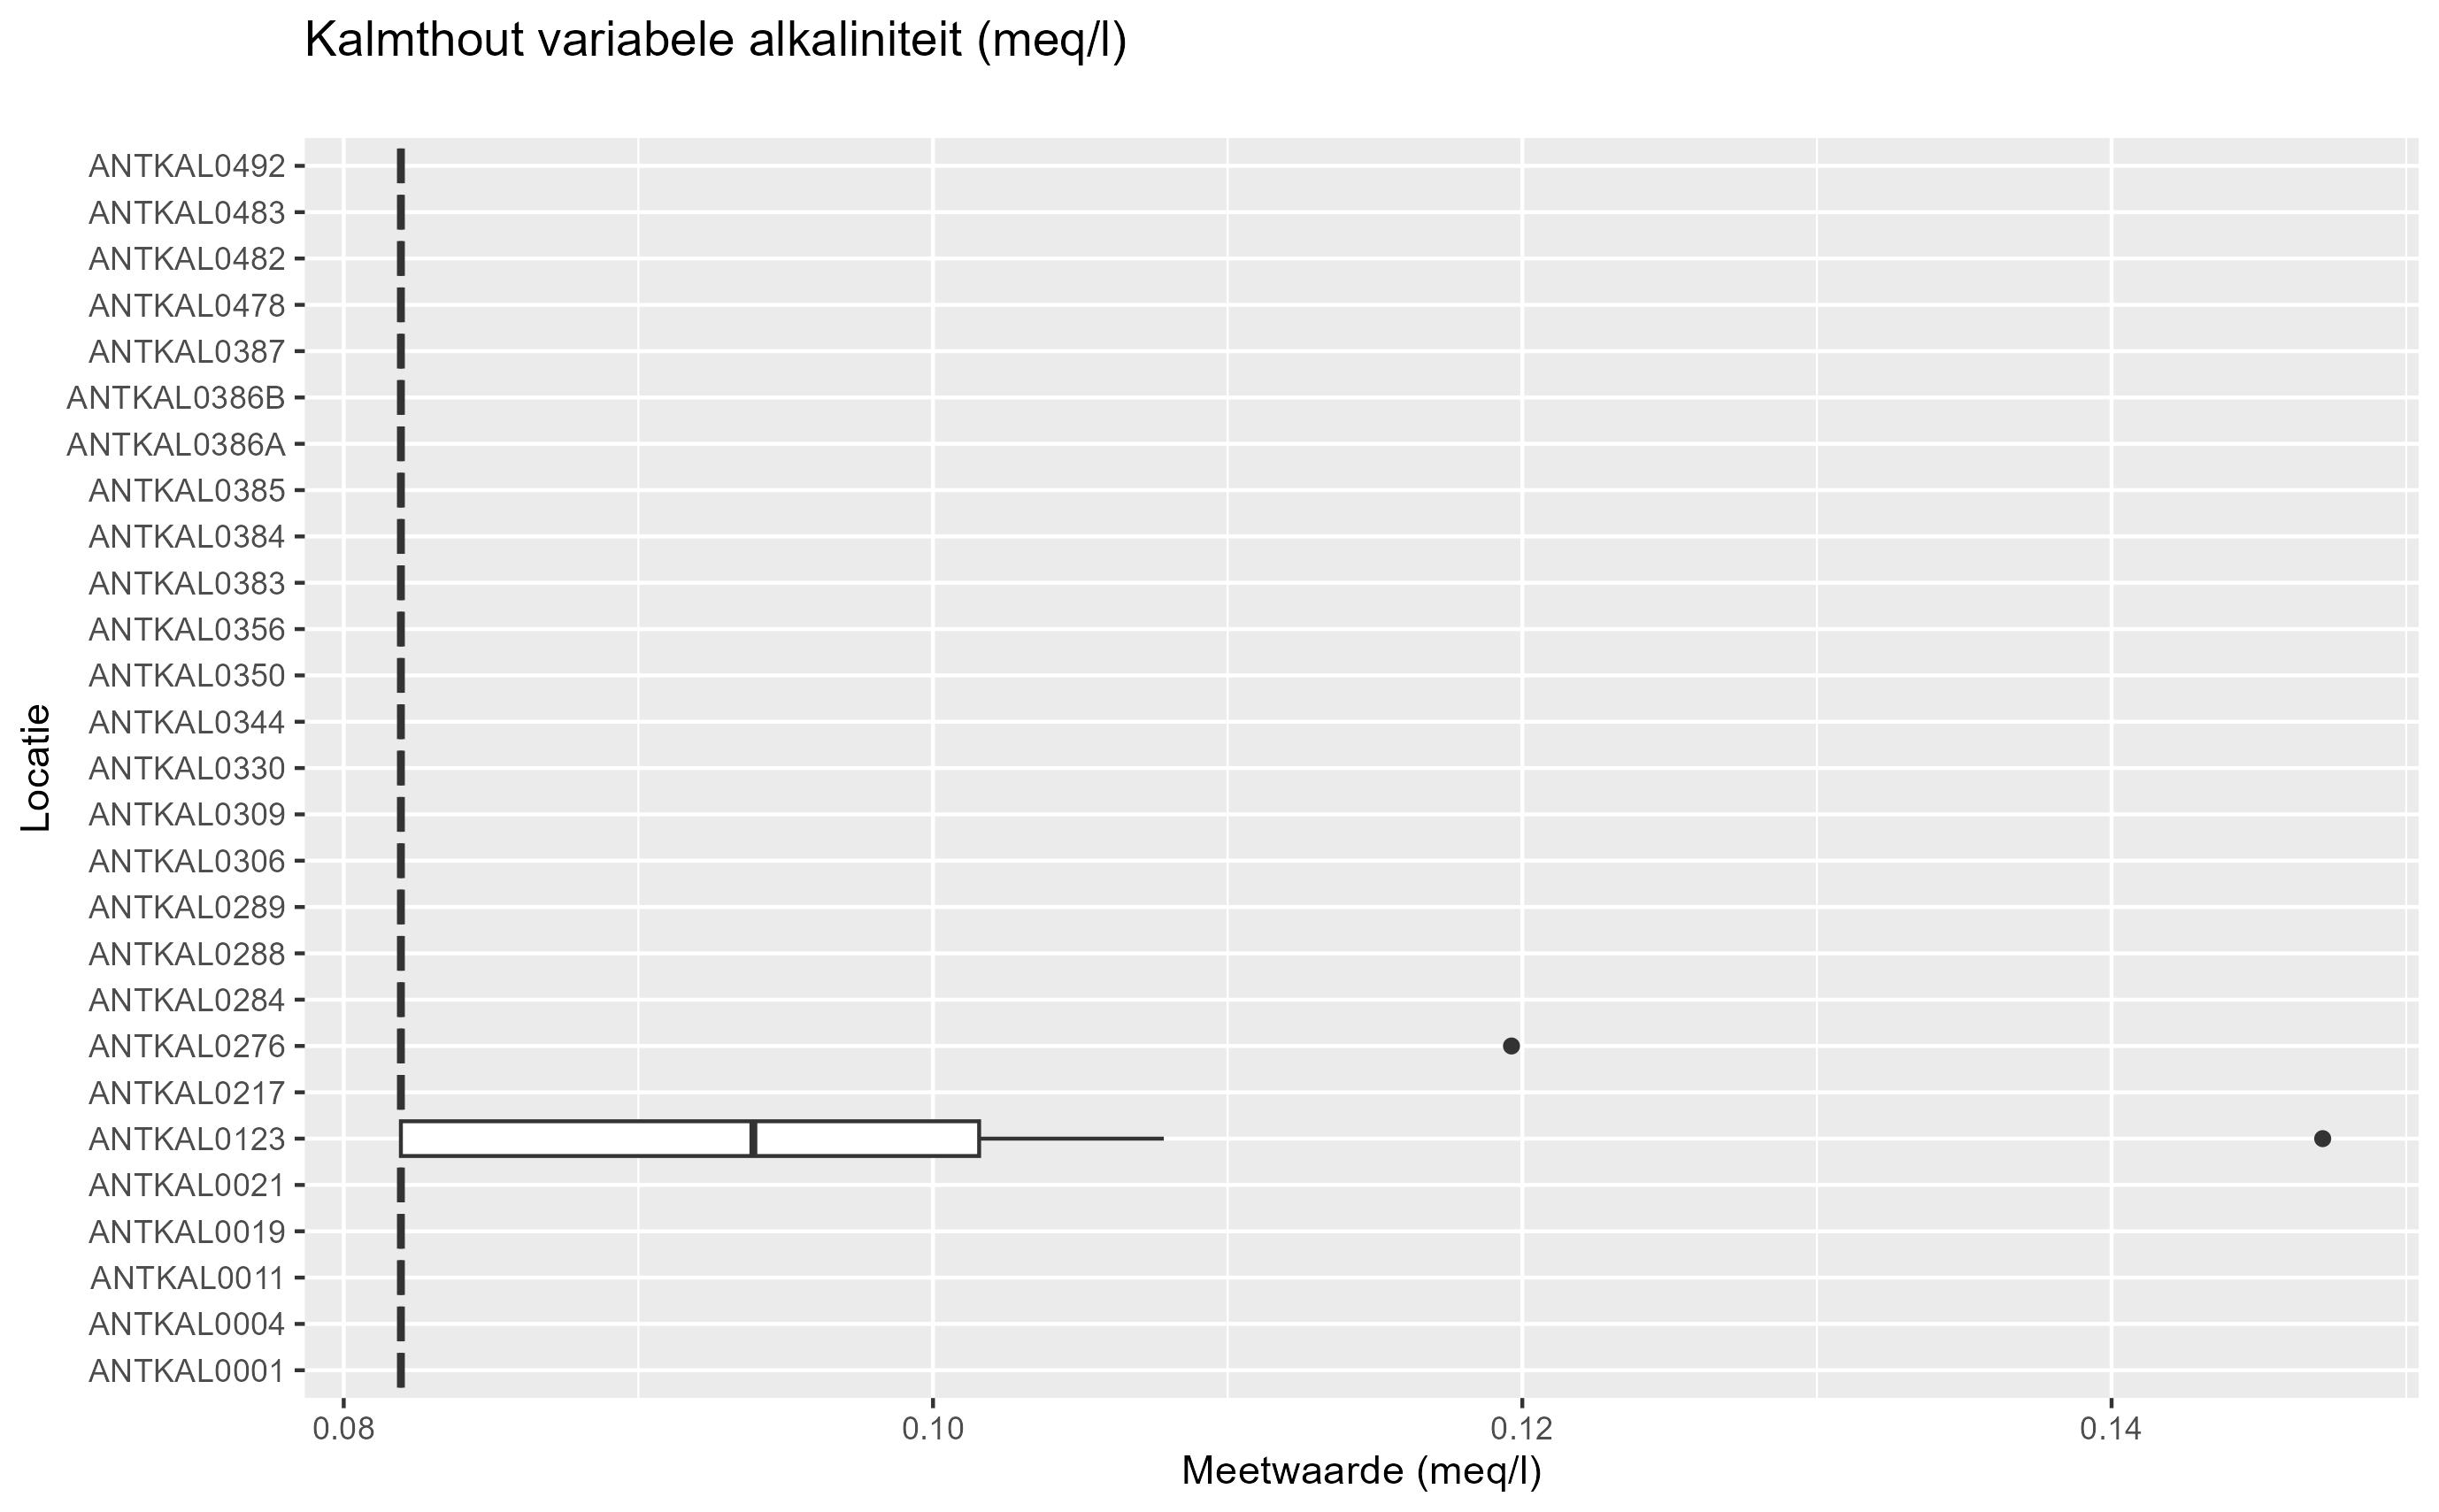 Kalmthout variabele alkaliniteit (meq/l)
Locatie
ANTKAL0492
ANTKAL0483
ANTKAL0482
ANTKAL0478
ANTKAL0387
ANTKAL0386B
ANTKAL0386A
ANTKAL0385
ANTKAL0384
ANTKAL0383
ANTKAL0356
ANTKAL0350
ANTKAL0344
ANTKAL0330
ANTKAL0309
ANTKAL0306
ANTKAL0289
ANTKAL0288
ANTKAL0284
ANTKAL0276
ANTKAL0217
ANTKAL0123
ANTKAL0021
ANTKAL0019
ANTKAL0011
ANTKAL0004
ANTKAL0001
0.08 0.10 0.12 0.14
Meetwaarde (meq/l)